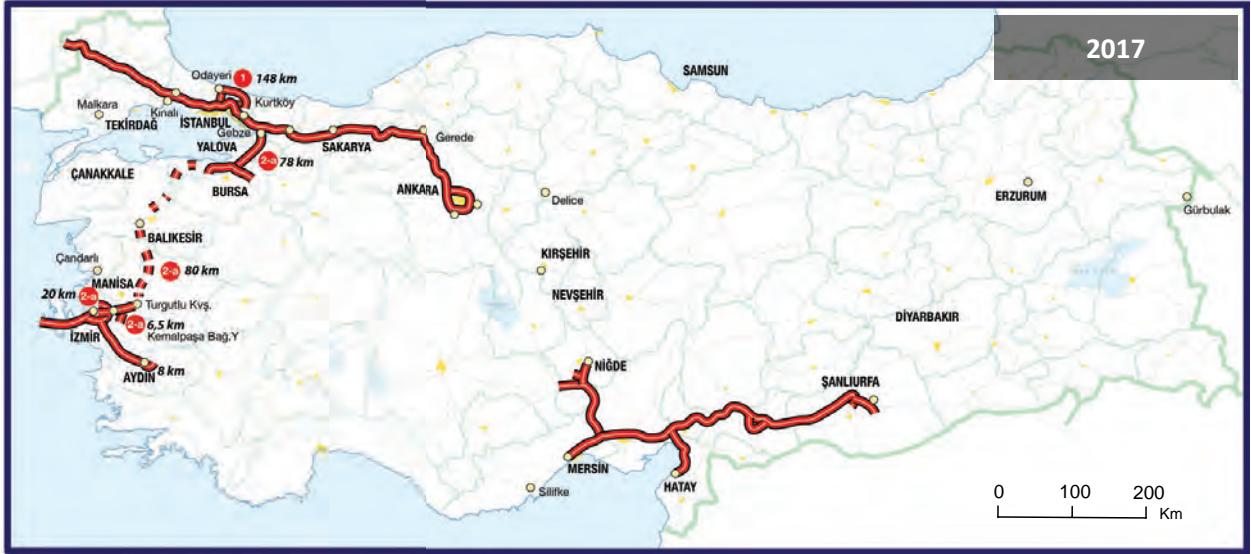 2017
SAMSUN
Odayeri
1
148 km
Kurtköy
Malkara
Kınalı
TEKİRDAĞ
İSTANBUL
Gebze
YALOVA
SAKARYA
Gerede
2-a
78 km
ÇANAKKALE
BURSA
ANKARA
Delice
ERZURUM
Gürbulak
BALIKESİR
KIRŞEHİR
Çandarlı
2-a
80 km
MANİSA
NEVŞEHİR
20 km
2-a
Turgutlu Kvş.
2-a
6,5 km
Kemalpaşa Bağ.Y
İZMİR
DİYARBAKIR
8 km
AYDIN
NİĞDE
ŞANLIURFA
MERSİN
HATAY
Silifke
0 100 200
Km